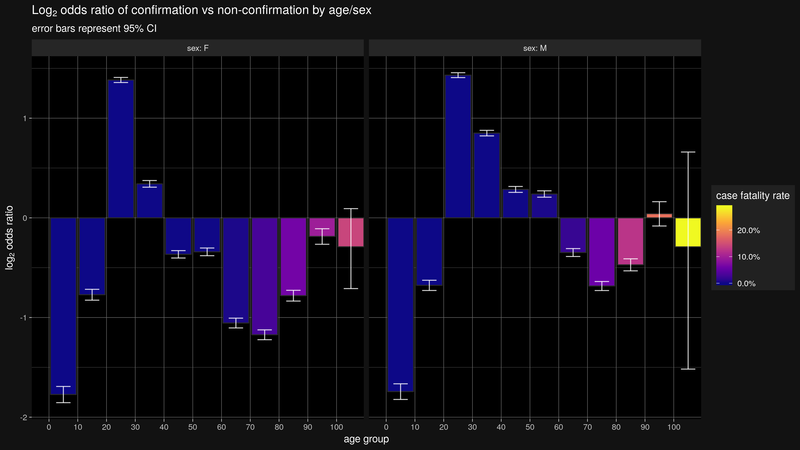 Log₂ odds ratio of confirmation vs non-confirmation by age/sex
error bars represent 95% CI
sex: F
sex: M
1
0
-1
-2
log₂ odds ratio
0 10 20 30 40 50 60 70 80 90 100
0 10 20 30 40 50 60 70 80 90 100
age group
case fatality rate
20.0%
10.0%
0.0%